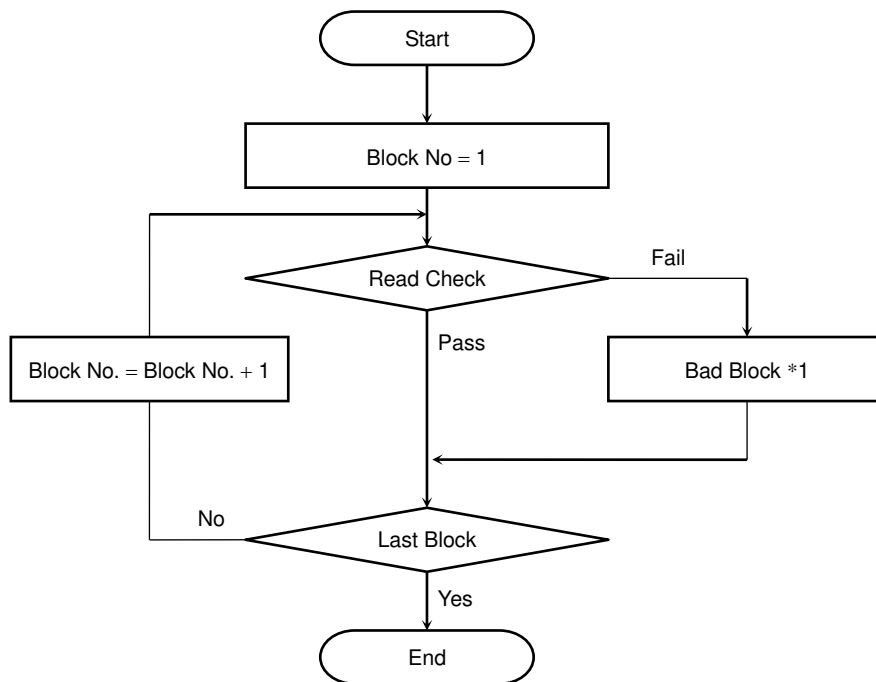 Start
Block No = 1
Read Check
Fail
Pass
Block No. = Block No. + 1
Bad Block *1
No
Last Block
Yes
End